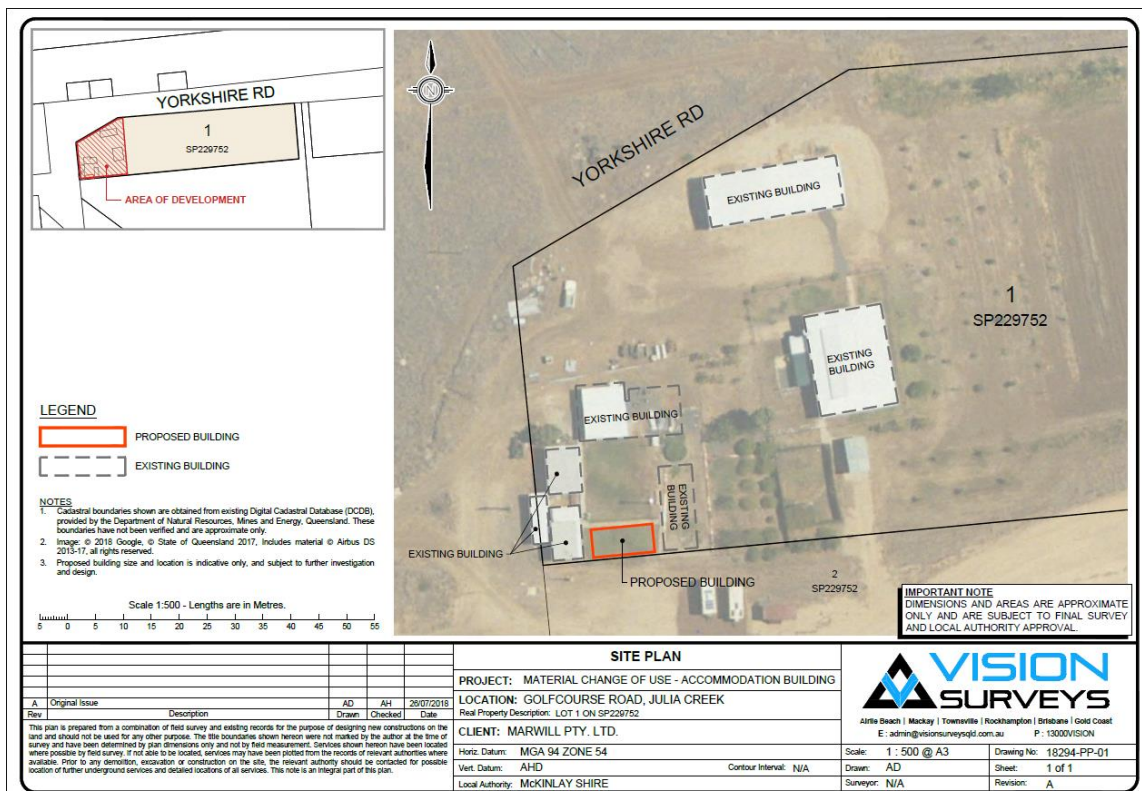 YORKSHIRE RD
1
SP229752
AREA OF DEVELOPMENT
N
YORKSHIRE RD
EXISTING BUILDING
1
SP229752
EXISTING BUILDING
EXISTING BUILDING
EXISTING BUILDING
EXISTING BUILDING
PROPOSED BUILDING
2
SP229752
LEGEND
PROPOSED BUILDING
EXISTING BUILDING
NOTES
1. Cadastral boundaries shown are obtained from existing Digital Cadastral Database (DCDB),
provided by the Department of Natural Resources, Mines and Energy, Queensland. These
boundaries have not been verified and are approximate only.
2. Image: © 2018 Google, © State of Queensland 2017, Includes material © Airbus DS
2013-17, all rights reserved.
3. Proposed building size and location is indicative only, and subject to further investigation
and design.
Scale 1:500 - Lengths are in Metres.
5 0 5 10 15 20 25 30 35 40 45 50 55
IMPORTANT NOTE
DIMENSIONS AND AREAS ARE APPROXIMATE
ONLY AND ARE SUBJECT TO FINAL SURVEY
AND LOCAL AUTHORITY APPROVAL.
A Original Issue AD AH 26/07/2018
Rev Description Drawn Checked Date
This plan is prepared from a combination of field survey and existing records for the purpose of designing new constructions on the
land and should not be used for any other purpose. The title boundaries shown hereon were not marked by the author at the time of
survey and have been determined by plan dimensions only and not by field measurement. Services shown hereon have been located
where possible by field survey. If not able to be located, services may have been plotted from the records of relevant authorities where
available. Prior to any demolition, excavation or construction on the site, the relevant authority should be contacted for possible
location of further underground services and detailed locations of all services. This note is an integral part of this plan.
SITE PLAN
PROJECT: MATERIAL CHANGE OF USE - ACCOMMODATION BUILDING
LOCATION: GOLFCOURSE ROAD, JULIA CREEK
Real Property Description: LOT 1 ON SP229752
CLIENT: MARWILL PTY. LTD.
Horiz. Datum: MGA 94 ZONE 54
Vert. Datum: AHD Contour Interval: N/A
Local Authority: McKINLAY SHIRE
VISION
SURVEYS
Airlie Beach | Mackay | Townsville | Rockhampton | Brisbane | Gold Coast
E : admin@visionsurveysqld.com.au P : 13000VISION
Scale: 1 : 500 @ A3 Drawing No: 18294-PP-01
Drawn: AD Sheet: 1 of 1
Surveyor: N/A Revision: A